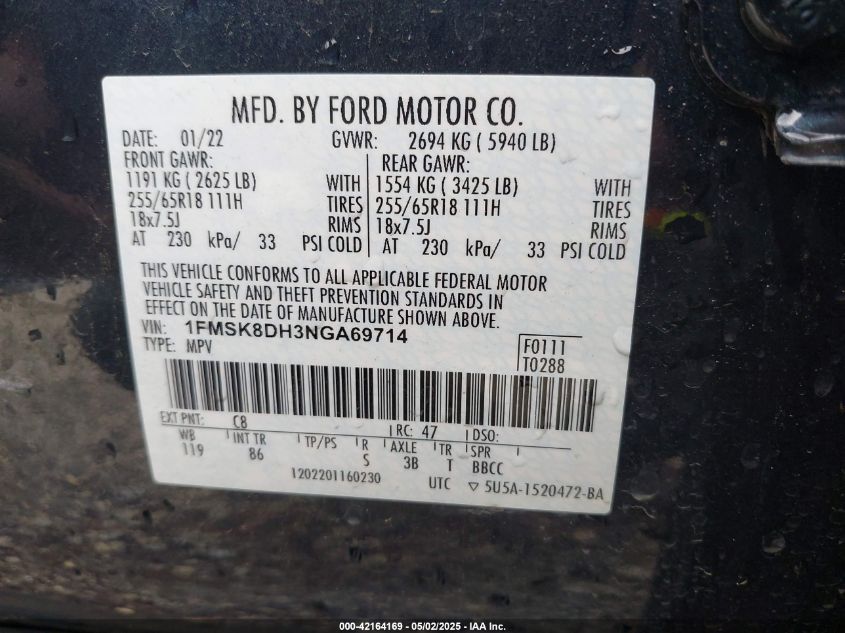 MFD. BY FORD MOTOR CO.
DATE: 01/22 GVWR: 2694 KG ( 5940 LB)
FRONT GAWR: REAR GAWR:
1191 KG ( 2625 LB) WITH 1554 KG ( 3425 LB) WITH
255/65R18 111H TIRES 255/65R18 111H TIRES
18x7.5J RIMS 18x7.5J RIMS
AT 230 kPa/ 33 PSI COLD AT 230 kPa/ 33 PSI COLD
THIS VEHICLE CONFORMS TO ALL APPLICABLE FEDERAL MOTOR
VEHICLE SAFETY AND THEFT PREVENTION STANDARDS IN
EFFECT ON THE DATE OF MANUFACTURE SHOWN ABOVE.
VIN: 1FMSK8DH3NGA69714
TYPE: MPV
F0111
T0288
EXT PNT: C8 RC: 47 DSO:
WB INT TR TP/PS R AXLE TR SPR
119 86 S 3B T BBCC
1202201160230 UTC ▽ 5U5A-1520472-BA
000-42164169 - 05/02/2025 - IAA Inc.